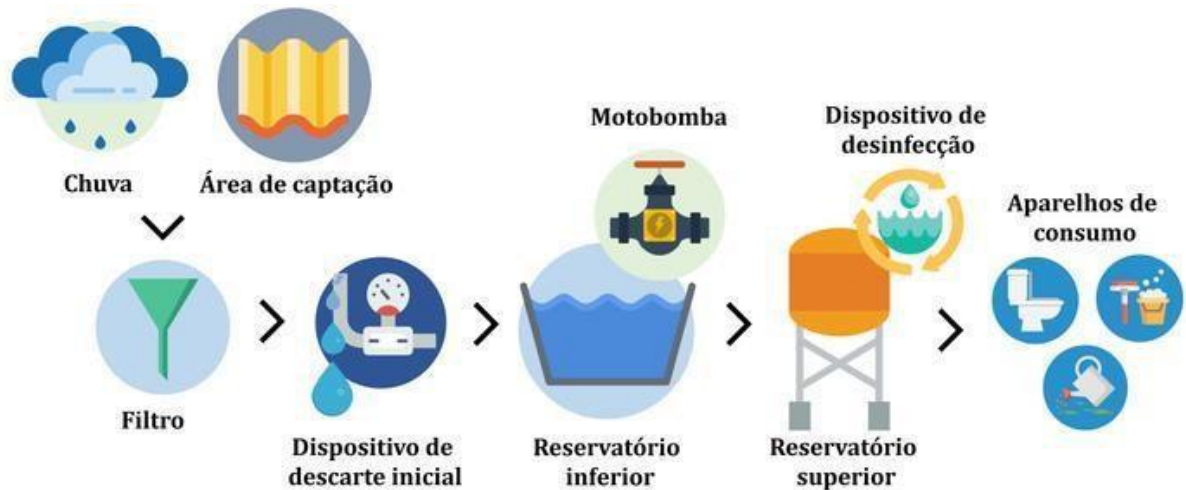 Chuva
Área de captação
Filtro
Dispositivo de
descarte inicial
Motobomba
Reservatório
inferior
Dispositivo de
desinfecção
Reservatório
superior
Aparelhos de
consumo